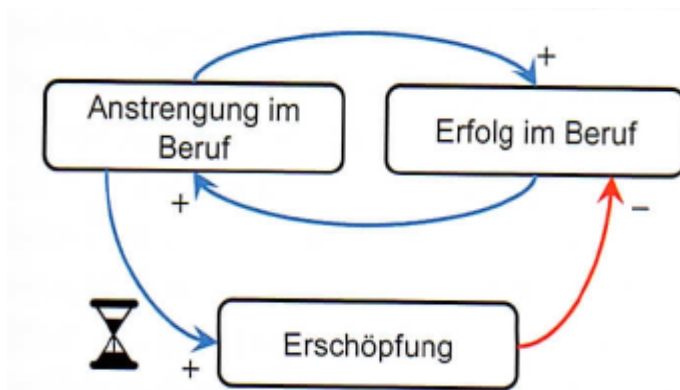 +
Anstrengung im
Beruf
Erfolg im Beruf
+
–
+
Erschöpfung